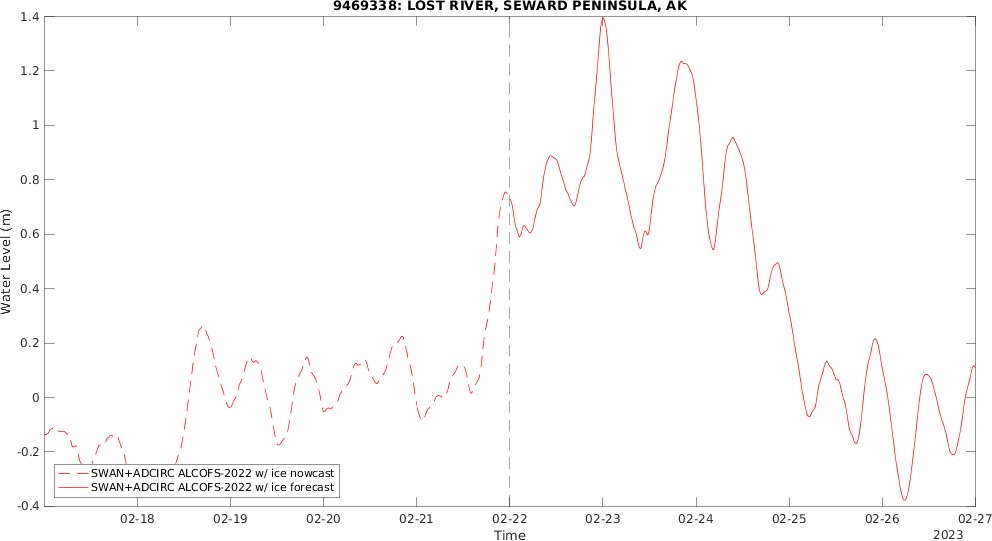 9469338: LOST RIVER, SEWARD PENINSULA, AK
1.4
1.2
1
0.8
0.6
0.4
0.2
0
-0.2
-0.4
Water Level (m)
SWAN+ADCIRC ALCOFS-2022 w/ ice nowcast
SWAN+ADCIRC ALCOFS-2022 w/ ice forecast
02-18 02-19 02-20 02-21 02-22 02-23 02-24 02-25 02-26 02-27
Time
2023